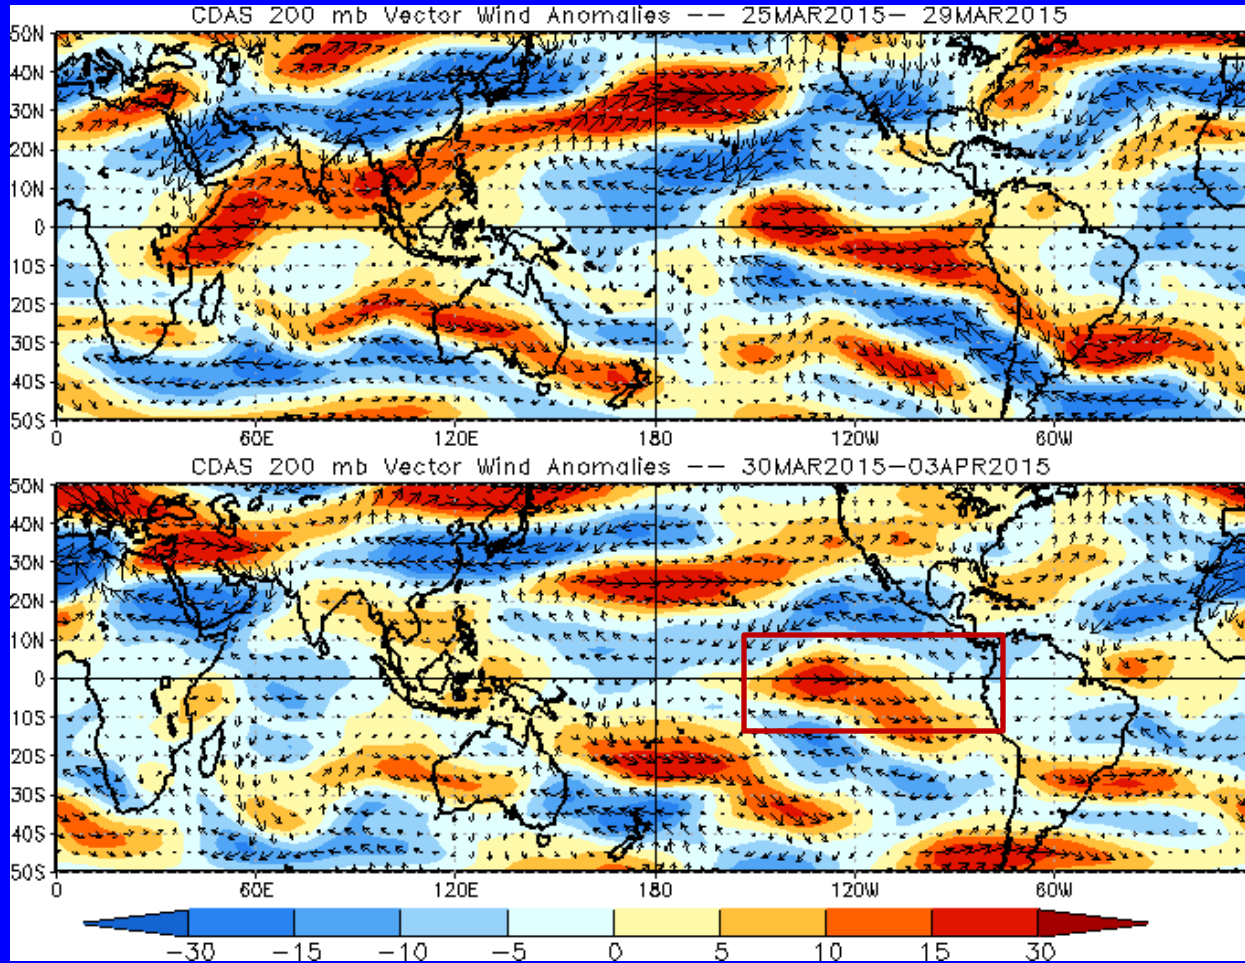 CDAS 200 mb Vector Wind Anomalies -- 25MAR2015- 29MAR2015
50N
40N
30N
20N
10N
0
10S
20S
30S
40S
50S
0 60E 120E 180 120W 60W
CDAS 200 mb Vector Wind Anomalies -- 30MAR2015-03APR2015
50N
40N
30N
20N
10N
0
10S
20S
30S
40S
50S
0 60E 120E 180 120W 60W
-30 -15 -10 -5 0 5 10 15 30